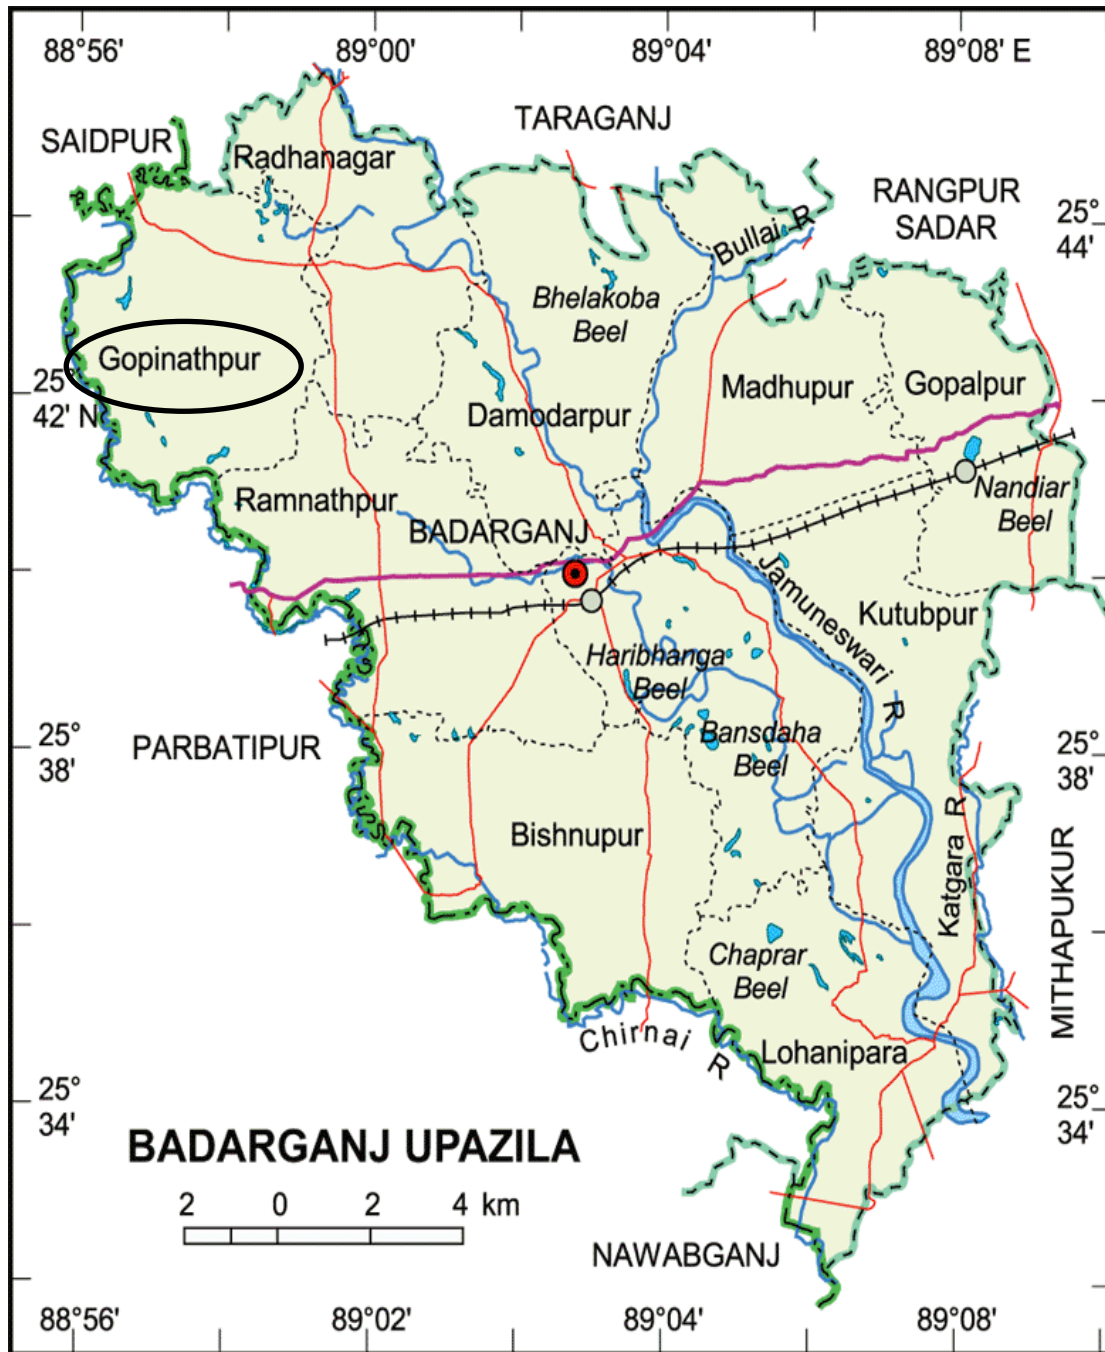 88°56'
89°00'
89°04'
89°08' E
TARAGANJ
SAIDPUR
Radhanagar
RANGPUR
SADAR
25°
44'
Bullai R
Bhelakoba
Beel
Gopinathpur
25°
42' N
Madhupur
Gopalpur
Damodarpur
Ramnathpur
Nandiar
Beel
BADARGANJ
Jamuneswari R
Kutubpur
Haribhanga
Beel
25°
38'
PARBATIPUR
Bansdaha
Beel
25°
38'
Bishnupur
Katgara R
MITHAPUKUR
Chaprar
Beel
Chirnai R
Lohanipara
25°
34'
25°
34'
BADARGANJ UPAZILA
2 0 2 4 km
NAWABGANJ
88°56'
89°02'
89°04'
89°08'